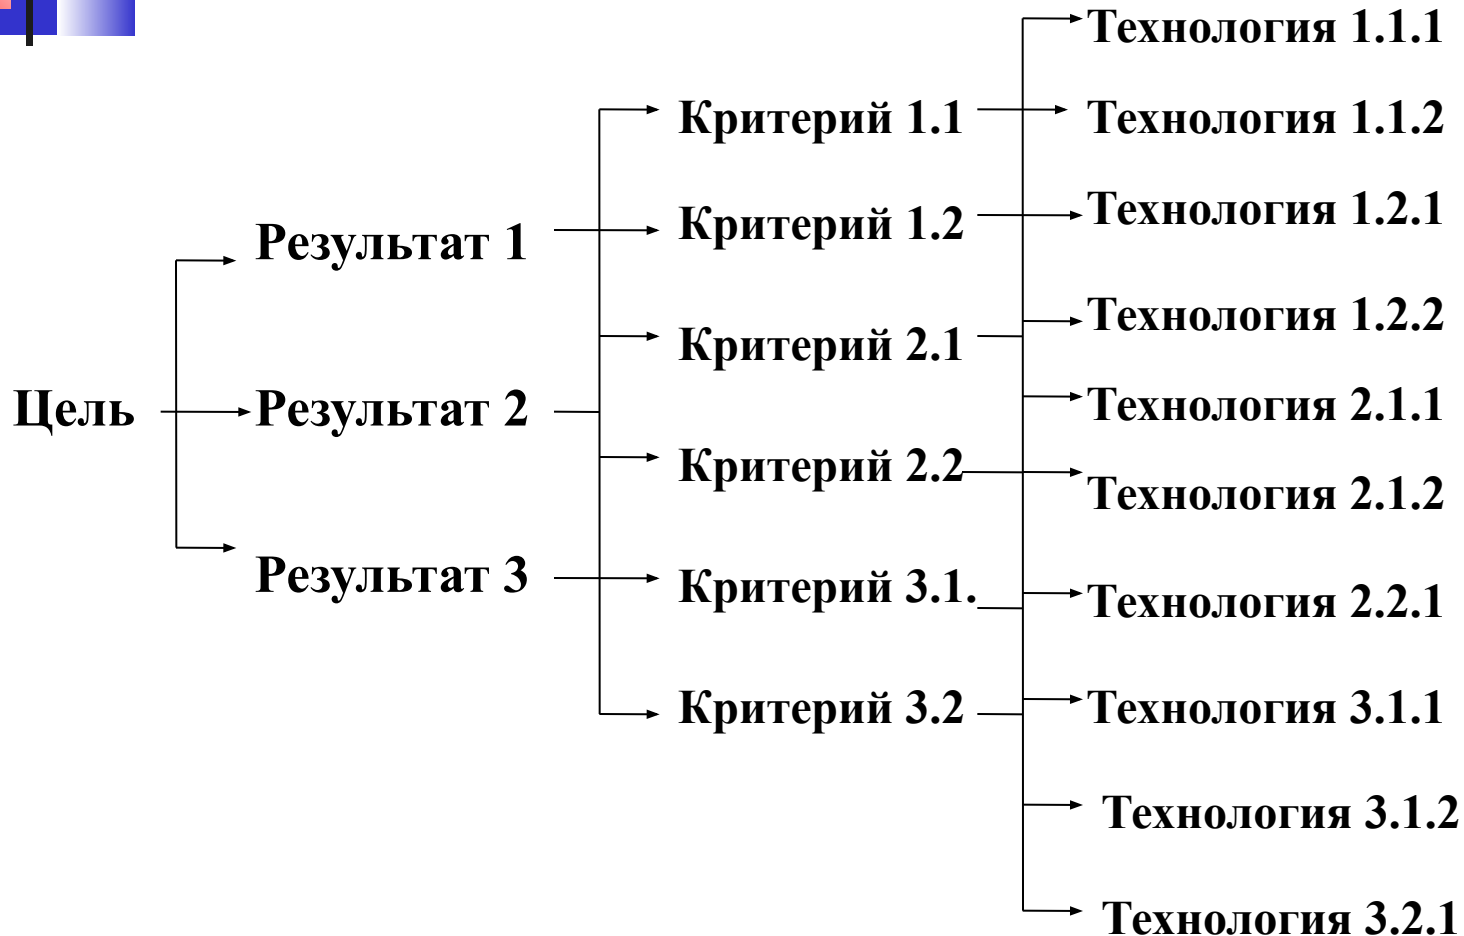 Цель
Результат 1
Результат 2
Результат 3
Критерий 1.1
Критерий 1.2
Критерий 2.1
Критерий 2.2
Критерий 3.1.
Критерий 3.2
Технология 1.1.1
Технология 1.1.2
Технология 1.2.1
Технология 1.2.2
Технология 2.1.1
Технология 2.1.2
Технология 2.2.1
Технология 3.1.1
Технология 3.1.2
Технология 3.2.1